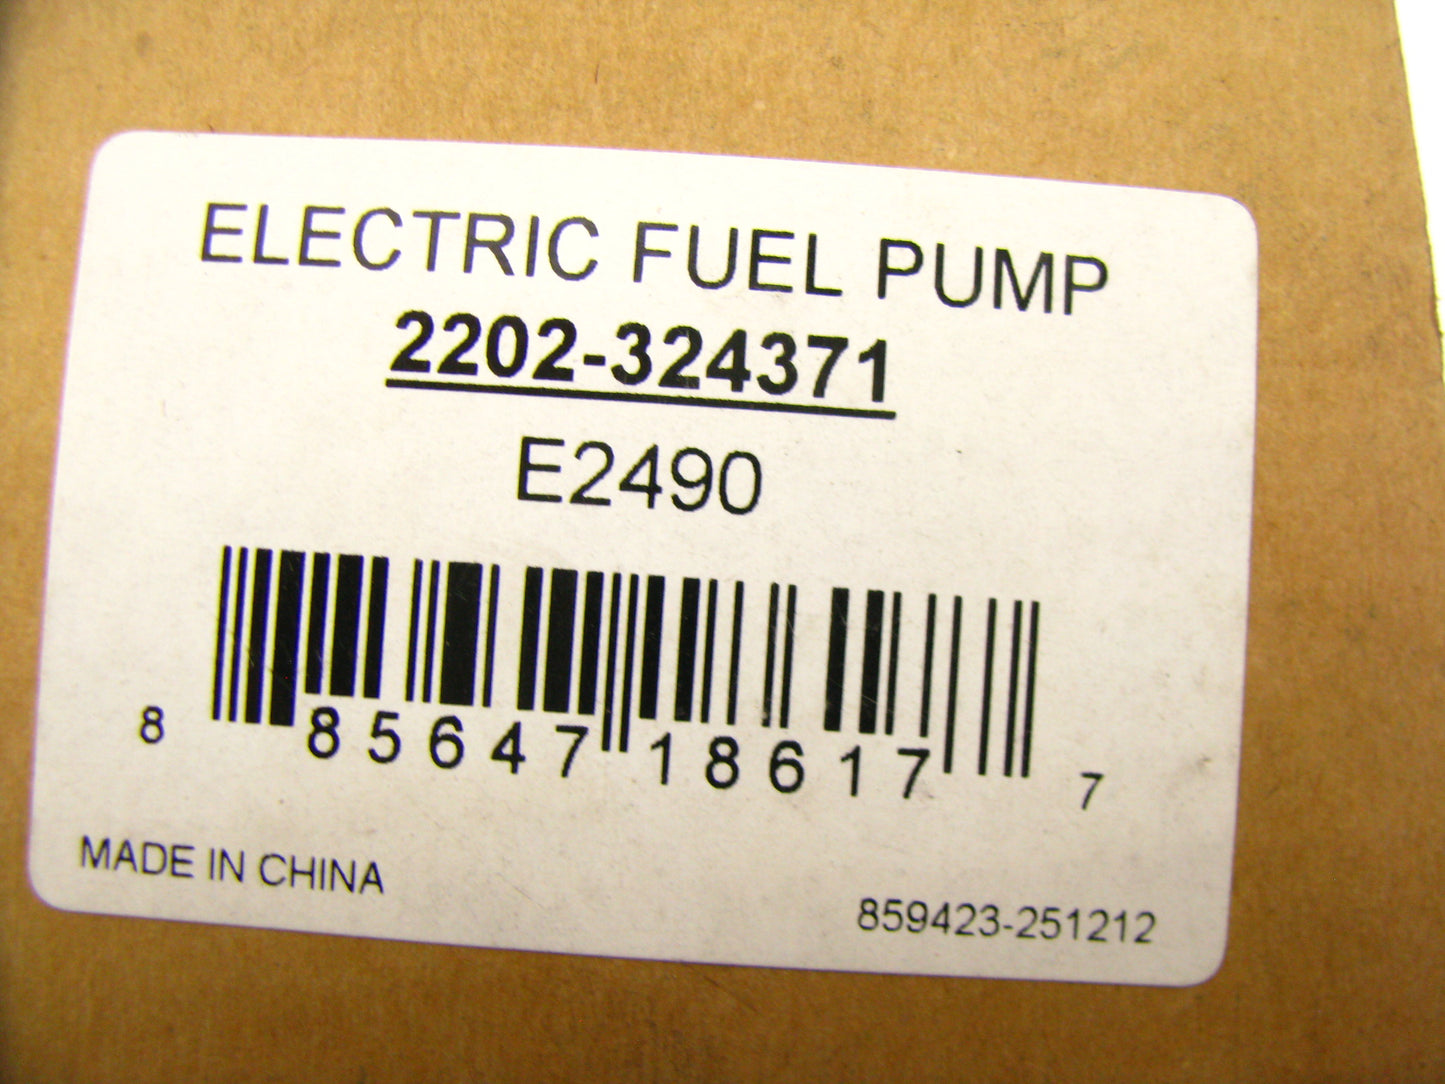 ELECTRIC FUEL PUMP
2202-324371
E2490
8 85647 18617 7
MADE IN CHINA
859423-251212